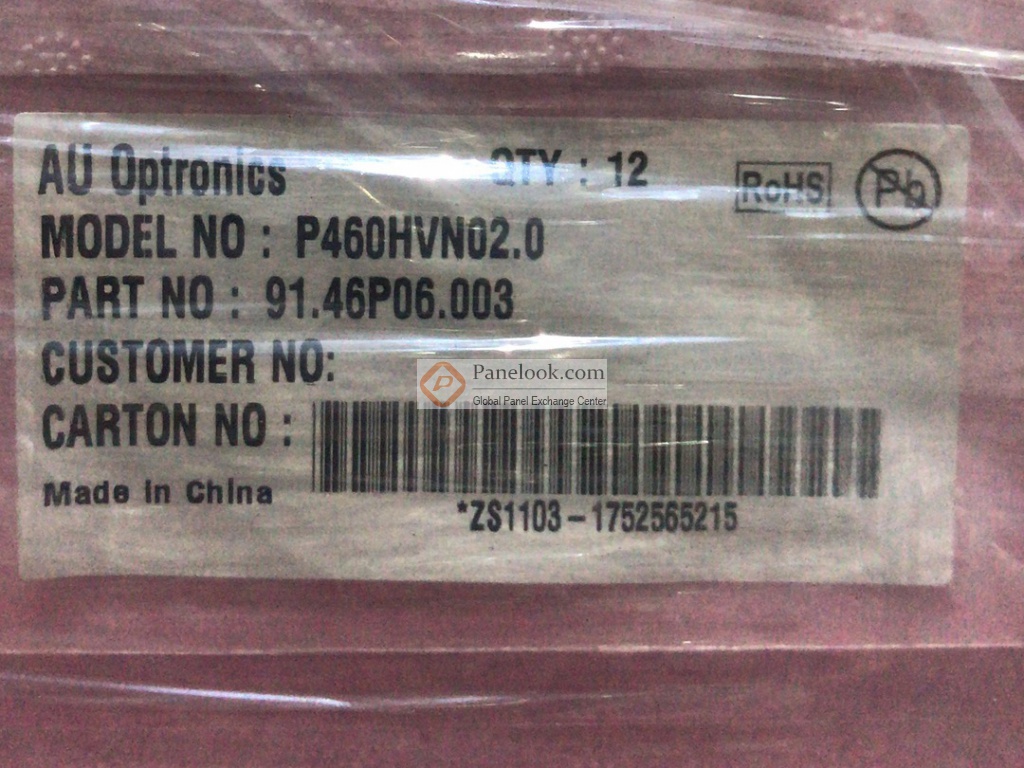 AU Optronics QTY : 12 RoHS Pb
MODEL NO : P460HVN02.0
PART NO : 91.46P06.003
CUSTOMER NO:
Panelook.com
Global Panel Exchange Center
CARTON NO :
Made in China
*ZS1103-1752565215